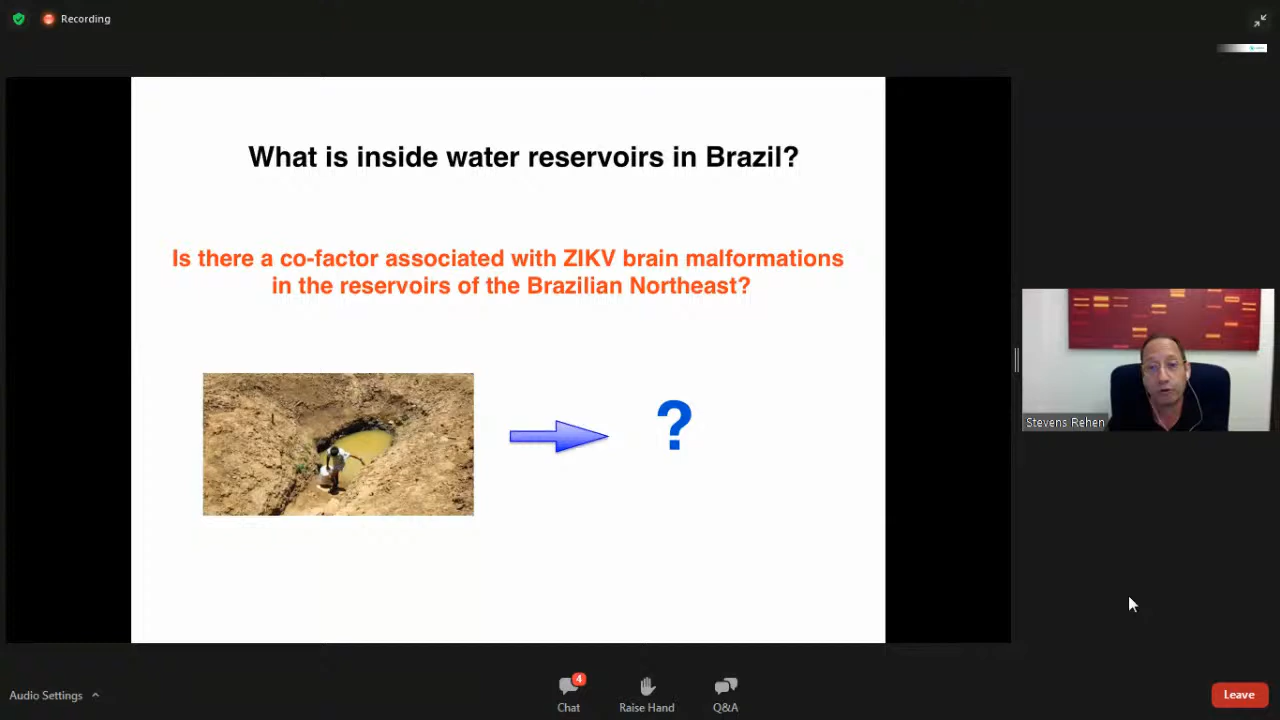 Recording
What is inside water reservoirs in Brazil?
Is there a co-factor associated with ZIKV brain malformations
in the reservoirs of the Brazilian Northeast?
?
Stevens Rehen
Audio Settings
4
Chat
Raise Hand
Q&A
Leave